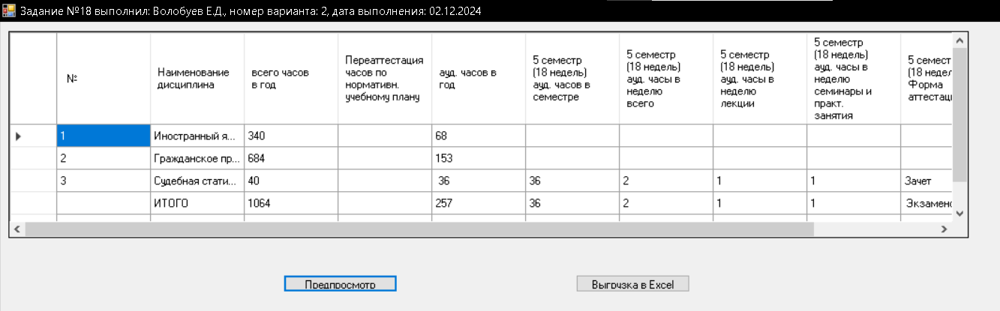 Задание №18 выполнил: Волобуев Е.Д., номер варианта: 2, дата выполнения: 02.12.2024
№
Наименование
дисциплина
всего часов
в год
Переаттестация
часов по
нормативн.
учебному плану
ауд. часов в
год
5 семестр
(18 недель)
ауд. часов в
семестре
5 семестр
(18 недель)
ауд. часы в
неделю
всего
5 семестр
(18 недель)
ауд. часы в
неделю
лекции
5 семестр
(18 недель)
ауд. часы в
неделю
семинары и
практ.
занятия
5 семест
(18 недел
Форма
аттестац
1 Иностранный я... 340 68
2 Гражданское пр... 684 153
3 Судебная стати... 40 36 36 2 1 1 Зачет
ИТОГО 1064 257 36 2 1 1 Экзамено
Предпросмотр
Выгрузка в Excel